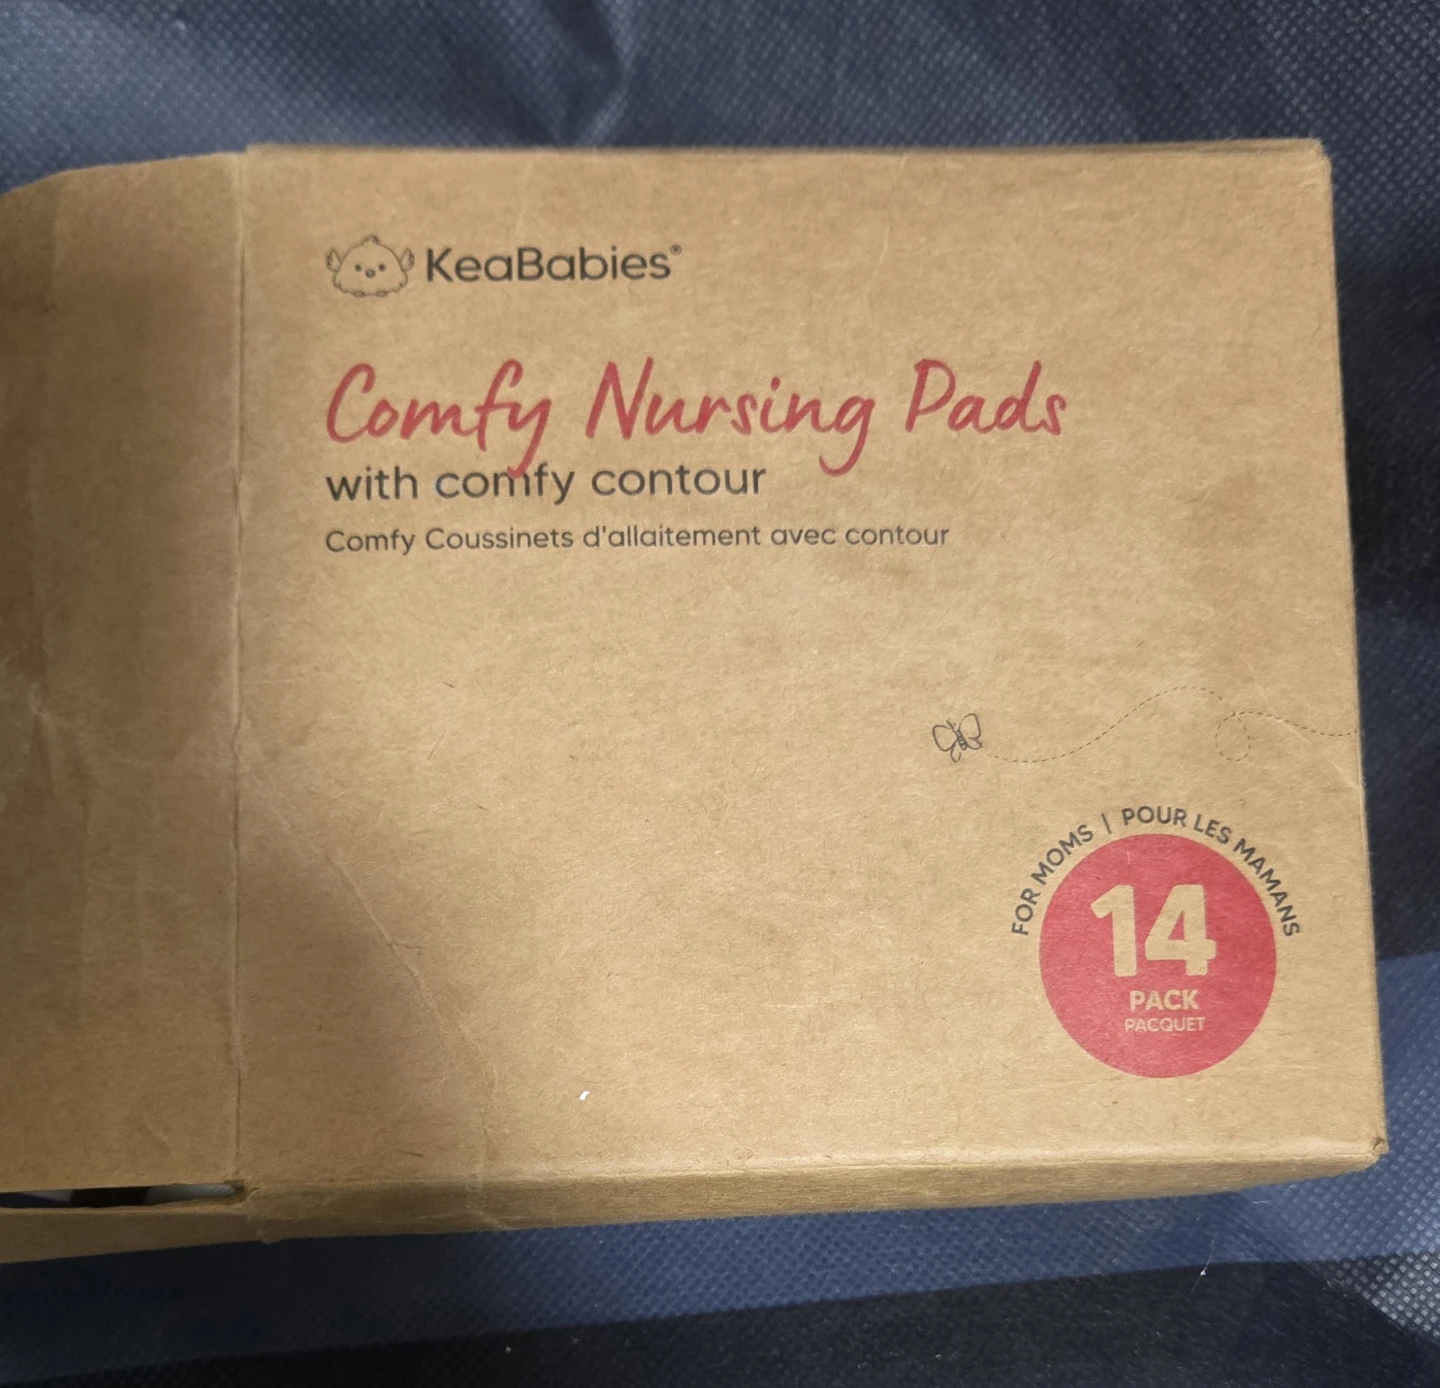 KeaBabies®
Comfy Nursing Pads
with comfy contour
Comfy Coussinets d'allaitement avec contour
FOR MOMS | POUR LES MAMANS
14
PACK
PACQUET